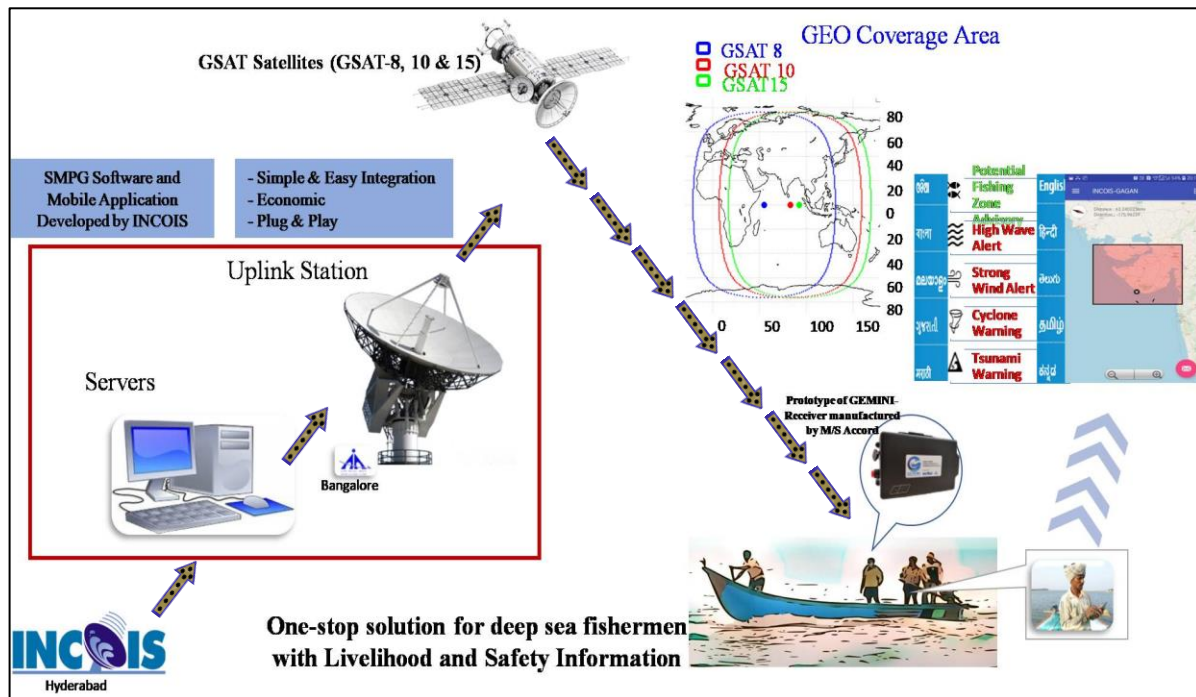 GSAT Satellites (GSAT-8, 10 & 15)
GEO Coverage Area
GSAT 8
GSAT 10
GSAT15
80
60
40
20
0
20
40
60
80
0 50 100 150
SMPG Software and
Mobile Application
Developed by INCOIS
- Simple & Easy Integration
- Economic
- Plug & Play
Uplink Station
Servers
Bangalore
Potential
Fishing
Zone
Advisory
High Wave
Alert
Strong
Wind Alert
Cyclone
Warning
Tsunami
Warning
বাংলা
മലയാളം
ગુજરાતી
मराठी
English
हिन्दी
తెలుగు
தமிழ்
ಕನ್ನಡ
INCOIS-GAGAN
Prototype of GEMINI-
Receiver manufactured
by M/S Accord
One-stop solution for deep sea fishermen
with Livelihood and Safety Information
INCOIS
Hyderabad